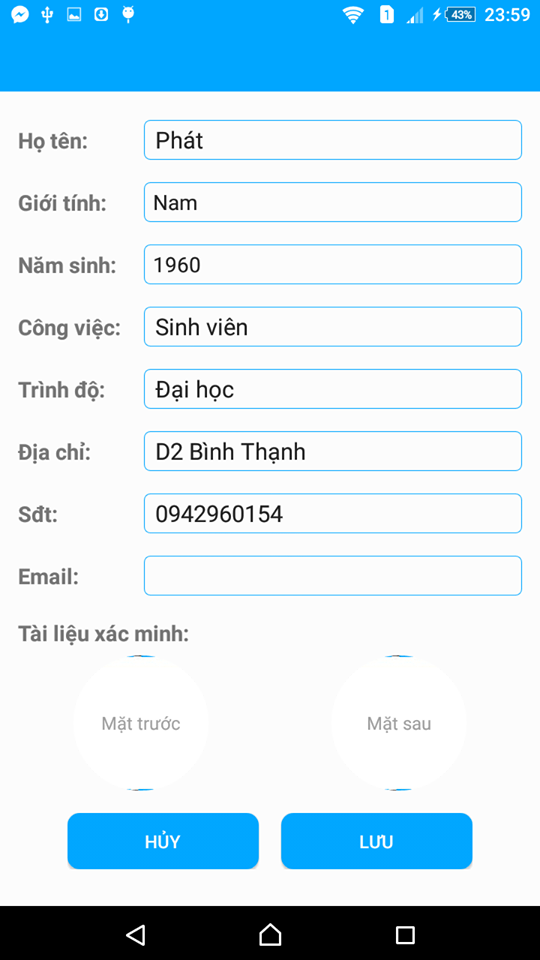 1 43% 23:59
Họ tên: Phát
Giới tính: Nam
Năm sinh: 1960
Công việc: Sinh viên
Trình độ: Đại học
Địa chỉ: D2 Bình Thạnh
Sđt: 0942960154
Email:
Tài liệu xác minh:
Mặt trước Mặt sau
HỦY LƯU